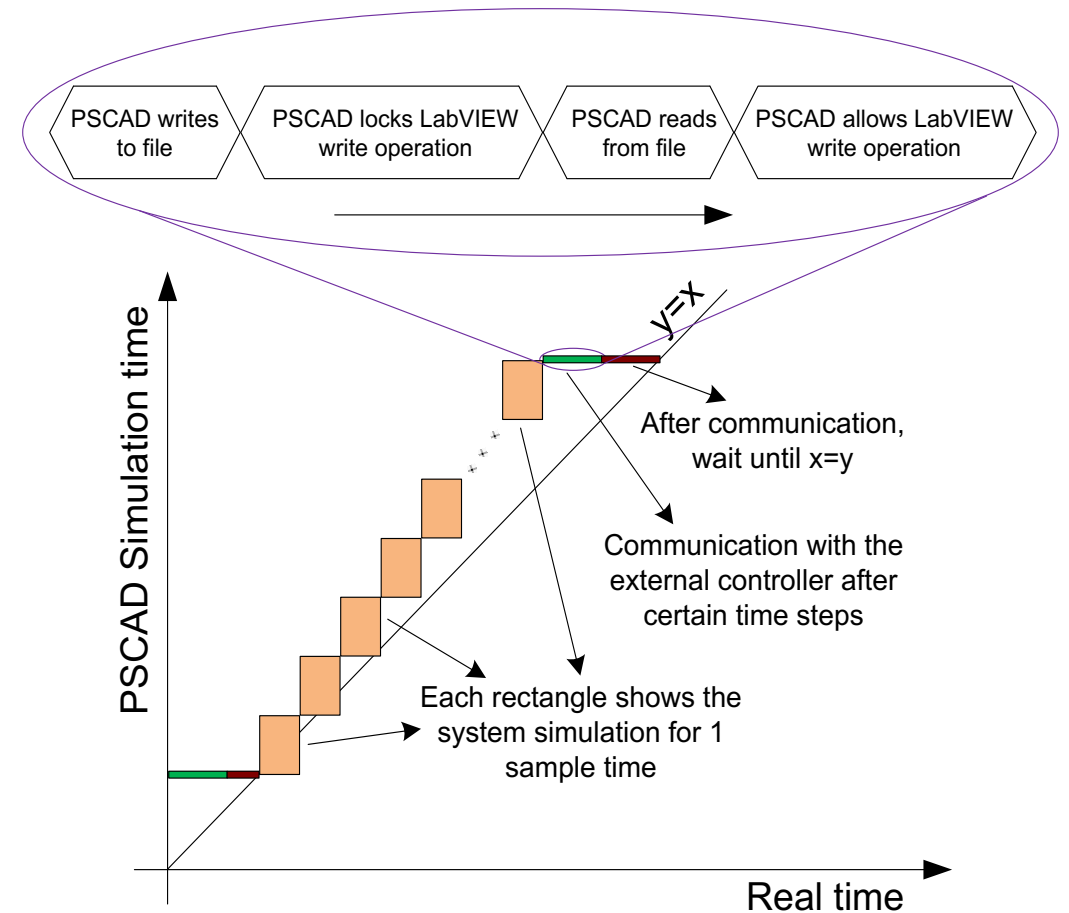 PSCAD writes
to file
PSCAD locks LabVIEW
write operation
PSCAD reads
from file
PSCAD allows LabVIEW
write operation
y=x
PSCAD Simulation time
After communication,
wait until x=y
Communication with the
external controller after
certain time steps
Each rectangle shows the
system simulation for 1
sample time
Real time